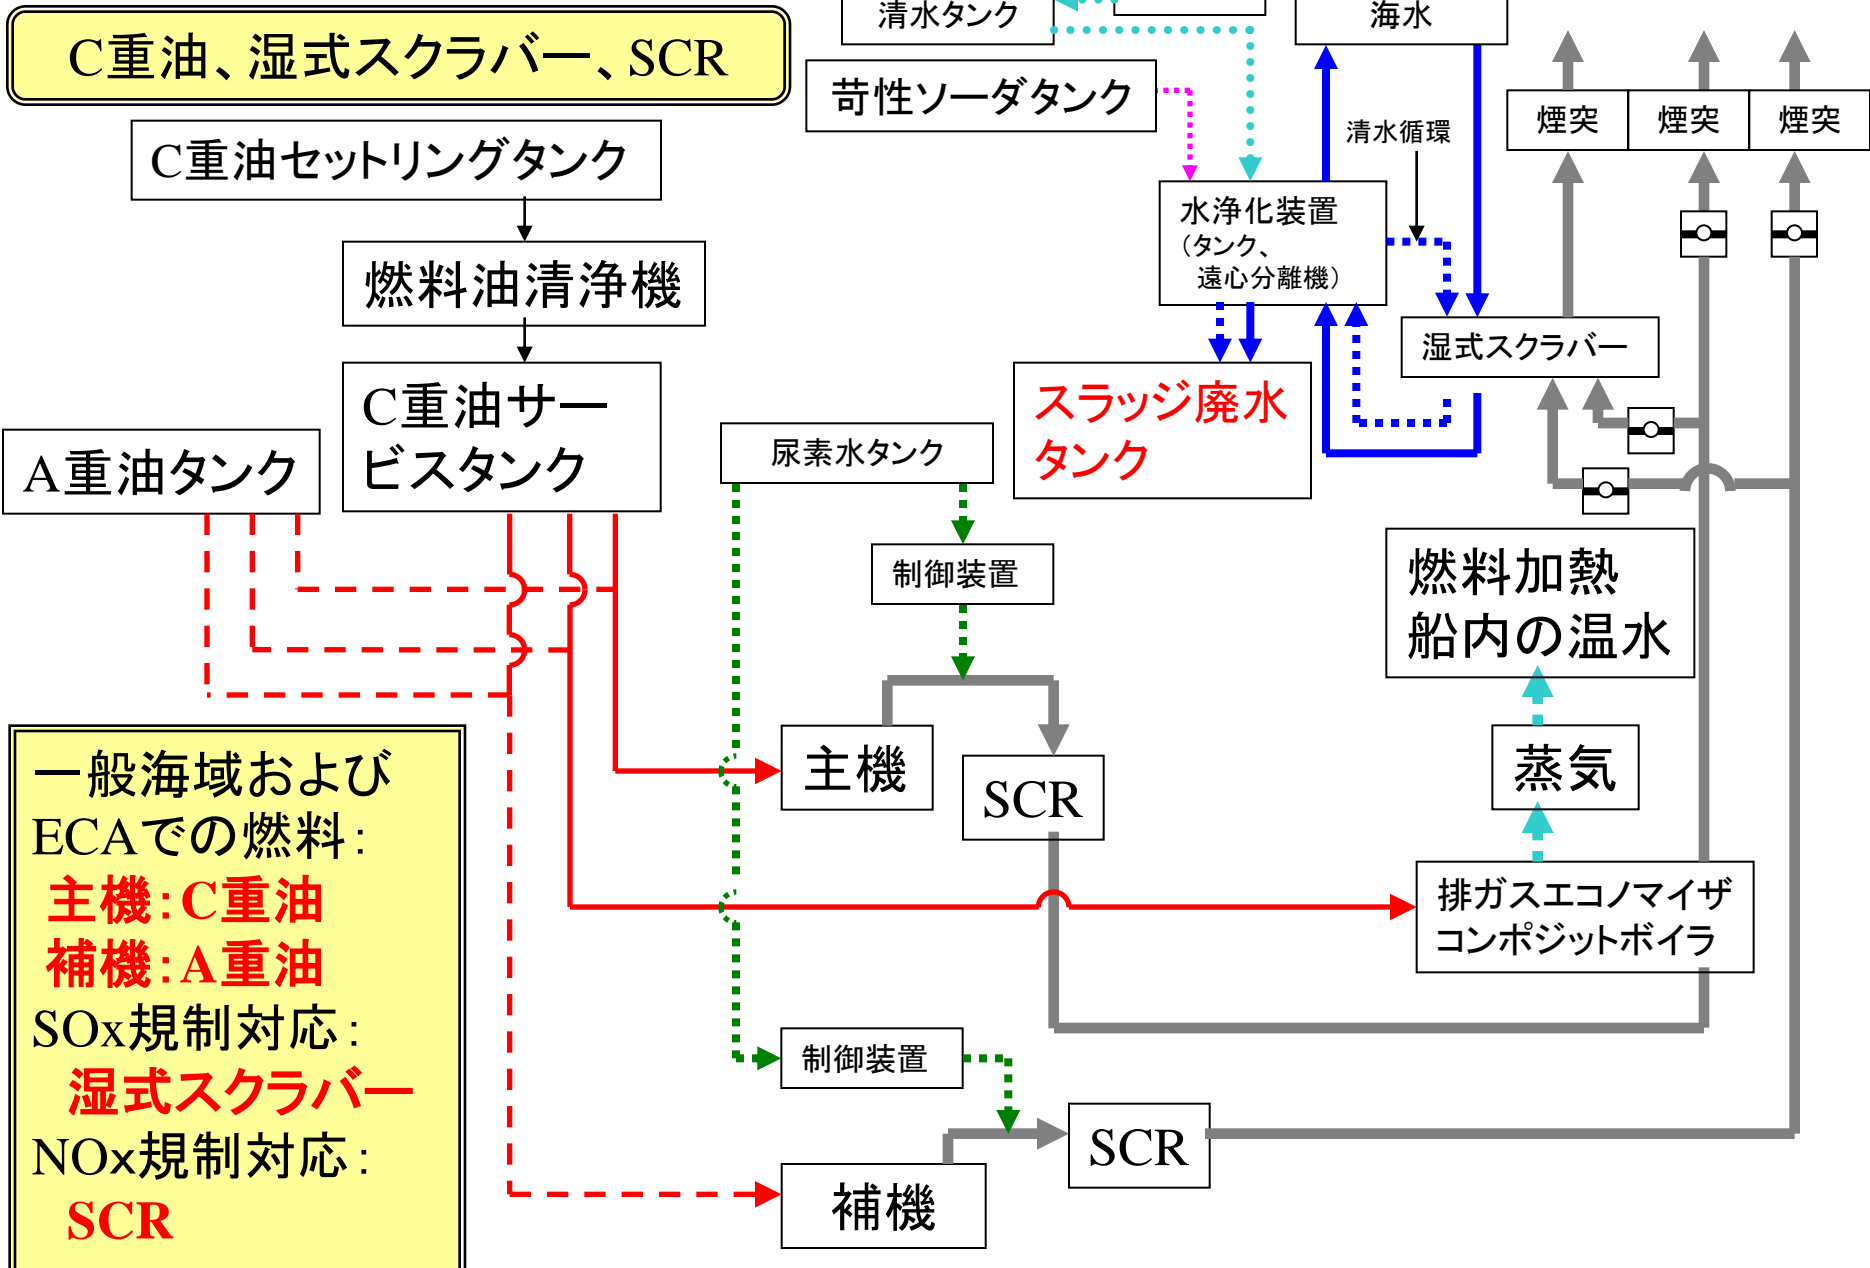 C重油、湿式スクラバー、SCR
清水タンク
海水
苛性ソーダタンク
煙突
煙突
煙突
清水循環
C重油セットリングタンク
水浄化装置
（タンク、
遠心分離機）
燃料油清浄機
湿式スクラバー
C重油サー
ビスタンク
スラッジ廃水
タンク
尿素水タンク
A重油タンク
制御装置
燃料加熱
船内の温水
主機
SCR
蒸気
排ガスエコノマイザ
コンポジットボイラ
制御装置
SCR
補機
一般海域および
ECAでの燃料：
主機：C重油
補機：A重油
SOx規制対応：
湿式スクラバー
NOx規制対応：
SCR